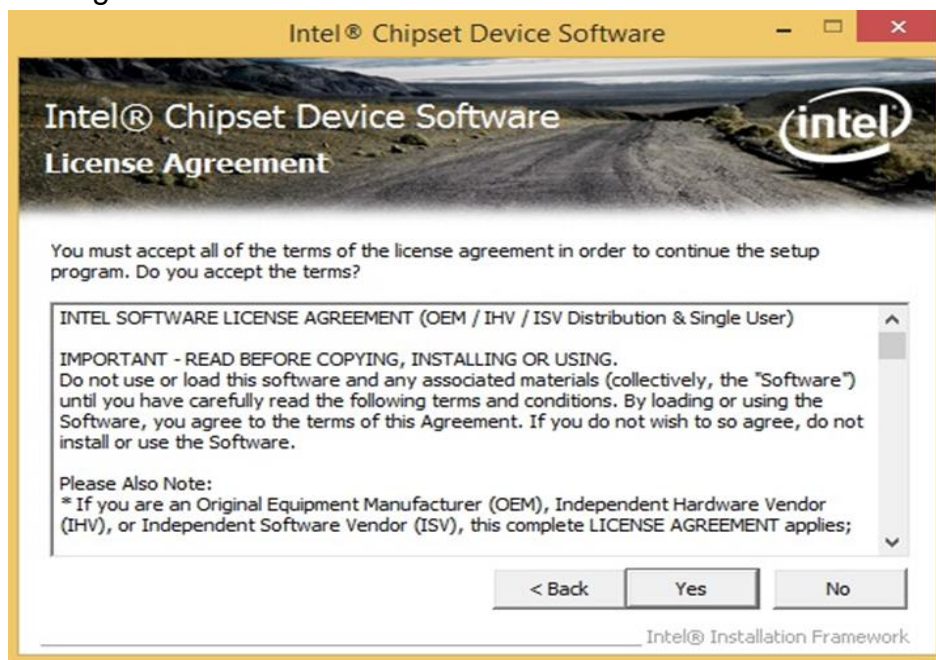 Intel® Chipset Device Software
Intel® Chipset Device Software
intel
License Agreement
You must accept all of the terms of the license agreement in order to continue the setup
program. Do you accept the terms?
INTEL SOFTWARE LICENSE AGREEMENT (OEM / IHV / ISV Distribution & Single User)
IMPORTANT - READ BEFORE COPYING, INSTALLING OR USING.
Do not use or load this software and any associated materials (collectively, the "Software")
until you have carefully read the following terms and conditions. By loading or using the
Software, you agree to the terms of this Agreement. If you do not wish to so agree, do not
install or use the Software.
Please Also Note:
* If you are an Original Equipment Manufacturer (OEM), Independent Hardware Vendor
(IHV), or Independent Software Vendor (ISV), this complete LICENSE AGREEMENT applies;
< Back Yes No
Intel® Installation Framework